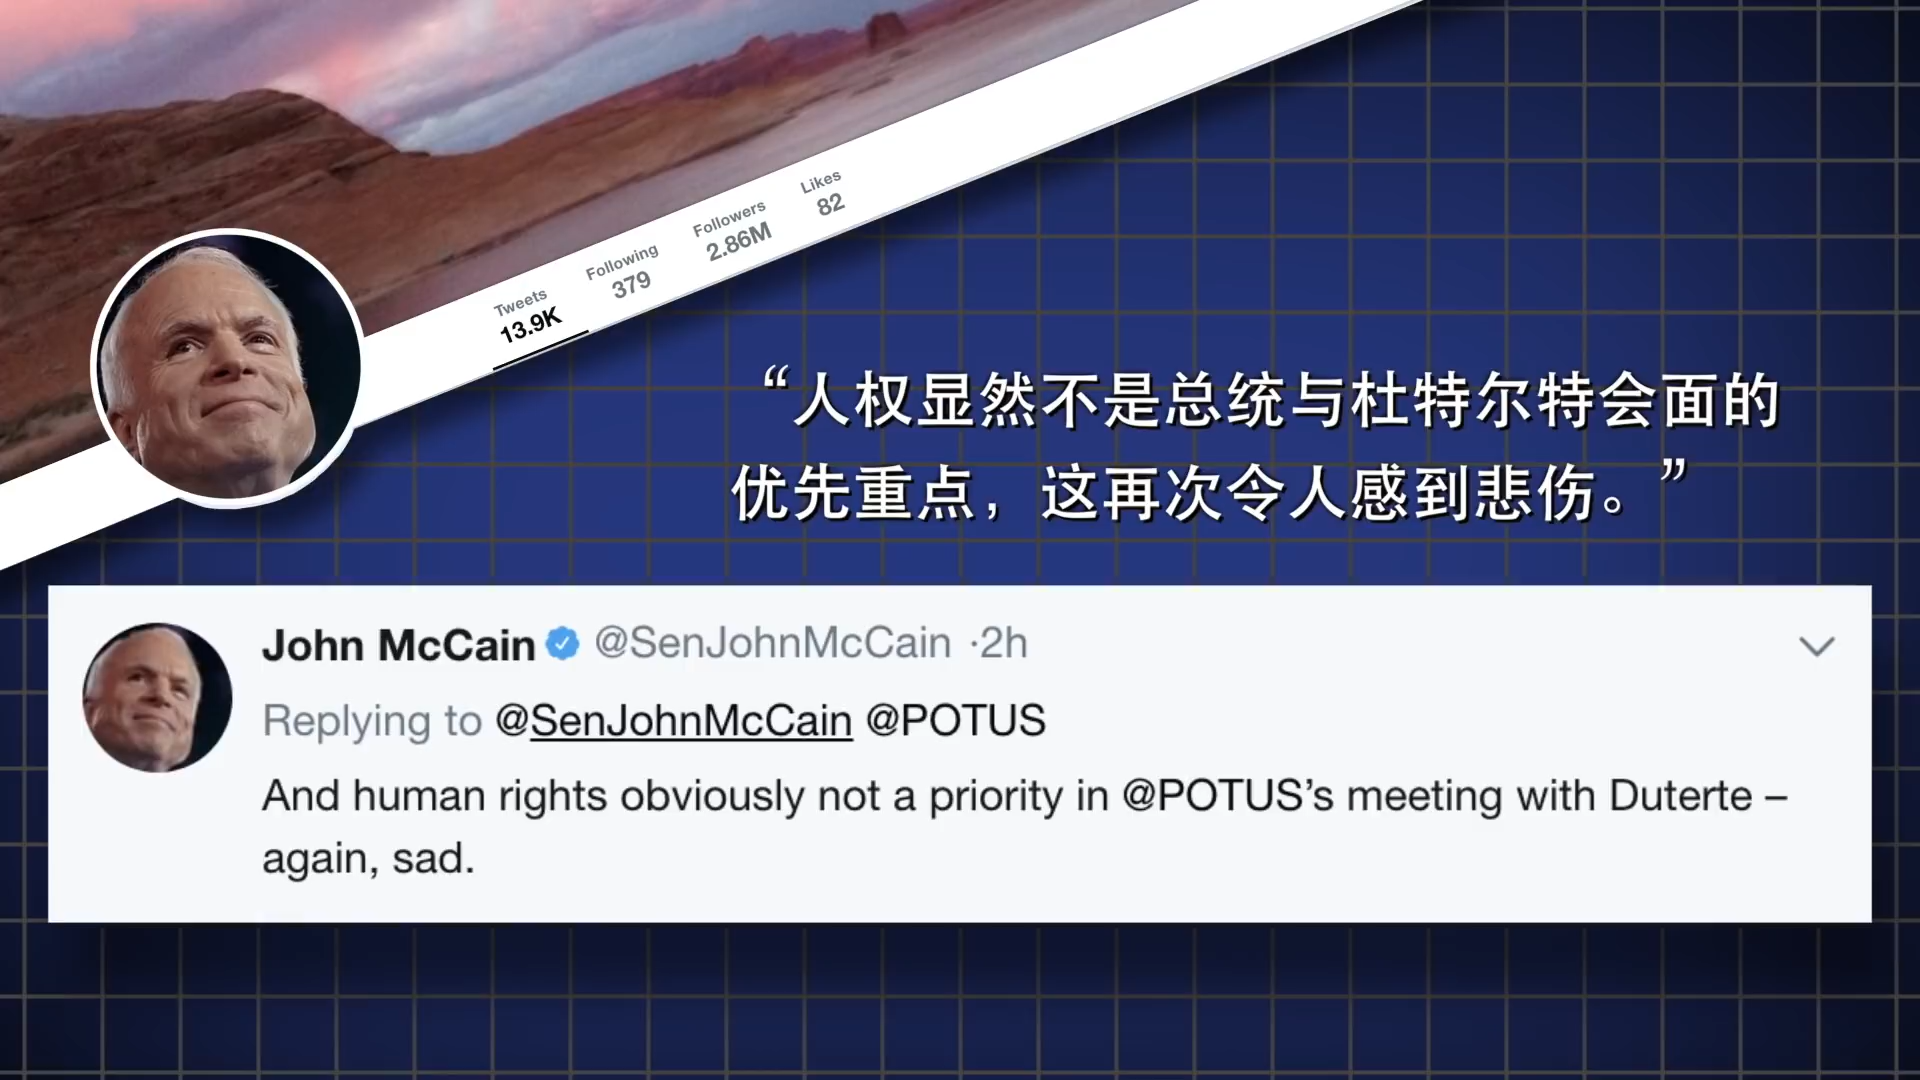 Tweets
13.9K
Following
379
Followers
2.86M
Likes
82
“人权显然不是总统与杜特尔特会面的
优先重点，这再次令人感到悲伤。”
John McCain @SenJohnMcCain ·2h
Replying to @SenJohnMcCain @POTUS
And human rights obviously not a priority in @POTUS’s meeting with Duterte –
again, sad.